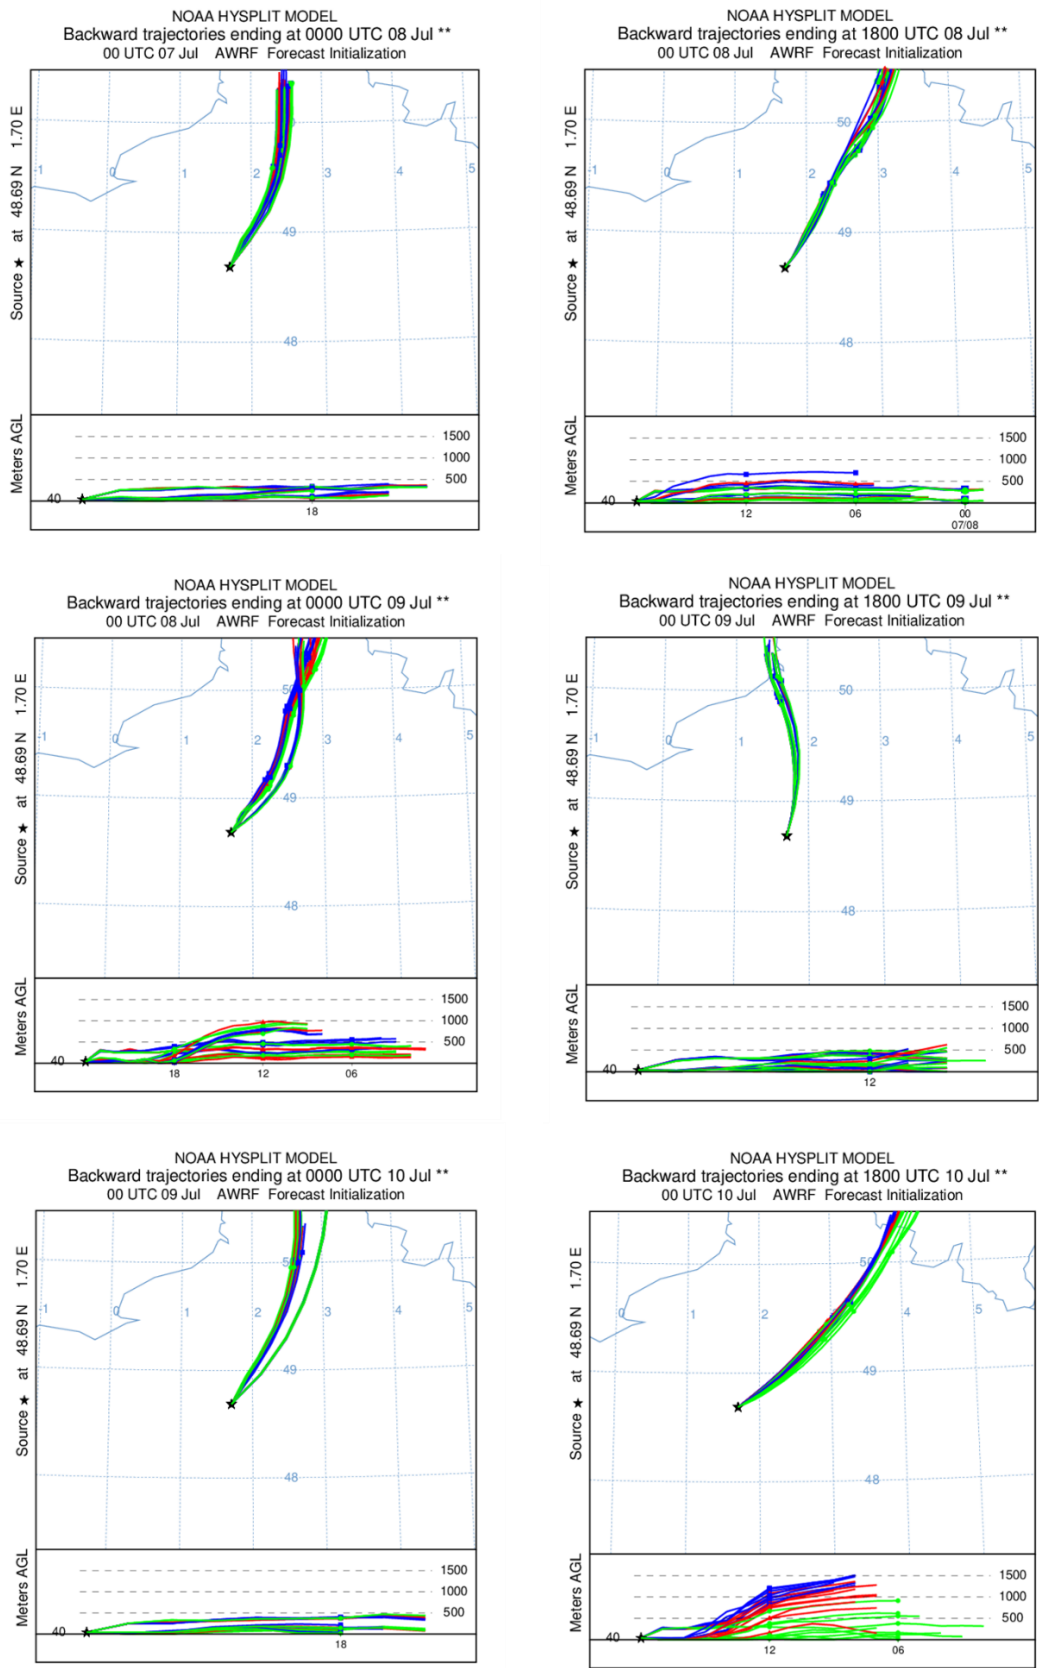 NOAA HYSPLIT MODEL
Backward trajectories ending at 0000 UTC 08 Jul **
00 UTC 07 Jul AWRF Forecast Initialization
Source ★ at 48.69 N 1.70 E
-1 0 1 2 3 4 5
50
49
48
Meters AGL
1500
1000
500
40
18
NOAA HYSPLIT MODEL
Backward trajectories ending at 1800 UTC 08 Jul **
00 UTC 08 Jul AWRF Forecast Initialization
Source ★ at 48.69 N 1.70 E
-1 0 1 2 3 4 5
50
49
48
Meters AGL
1500
1000
500
40
12 06 00
07/08
NOAA HYSPLIT MODEL
Backward trajectories ending at 0000 UTC 09 Jul **
00 UTC 08 Jul AWRF Forecast Initialization
Source ★ at 48.69 N 1.70 E
-1 0 1 2 3 4 5
50
49
48
Meters AGL
1500
1000
500
40
18 12 06
NOAA HYSPLIT MODEL
Backward trajectories ending at 1800 UTC 09 Jul **
00 UTC 09 Jul AWRF Forecast Initialization
Source ★ at 48.69 N 1.70 E
-1 0 1 2 3 4 5
50
49
48
Meters AGL
1500
1000
500
40
12
NOAA HYSPLIT MODEL
Backward trajectories ending at 0000 UTC 10 Jul **
00 UTC 09 Jul AWRF Forecast Initialization
Source ★ at 48.69 N 1.70 E
-1 0 1 2 3 4 5
50
49
48
Meters AGL
1500
1000
500
40
18
NOAA HYSPLIT MODEL
Backward trajectories ending at 1800 UTC 10 Jul **
00 UTC 10 Jul AWRF Forecast Initialization
Source ★ at 48.69 N 1.70 E
0 1 2 3 4 5
50
49
48
Meters AGL
1500
1000
500
40
12 06